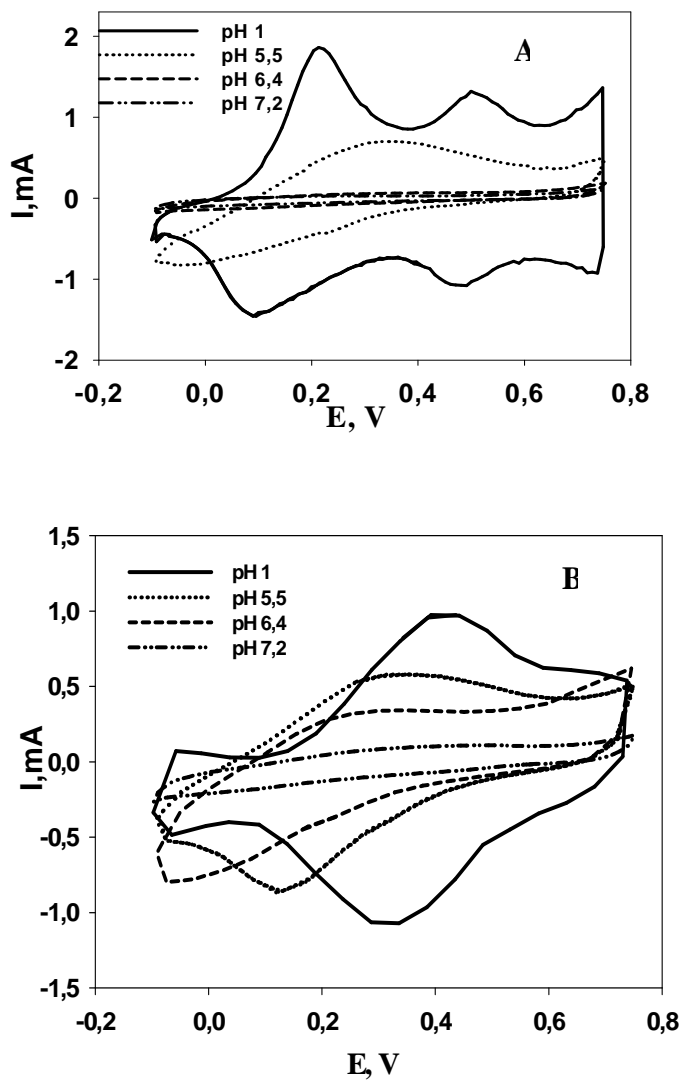 pH 1
pH 5,5
pH 6,4
pH 7,2
A
2
1
0
-1
-2
I,mA
-0,2 0,0 0,2 0,4 0,6 0,8
E, V
pH 1
pH 5,5
pH 6,4
pH 7,2
B
1,5
1,0
0,5
0,0
-0,5
-1,0
-1,5
I,mA
-0,2 0,0 0,2 0,4 0,6 0,8
E, V